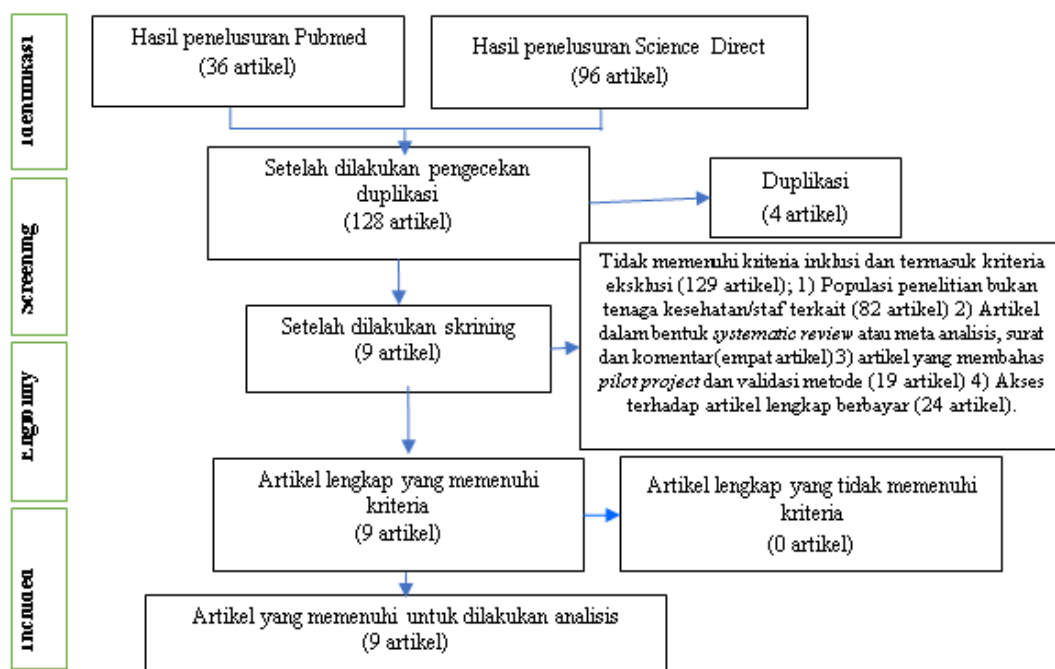 Identifikasi
Hasil penelusuran Pubmed
(36 artikel)
Hasil penelusuran Science Direct
(96 artikel)
Screening
Setelah dilakukan pengecekan
duplikasi
(128 artikel)
Duplikasi
(4 artikel)
Setelah dilakukan skrining
(9 artikel)
Tidak memenuhi kriteria inklusi dan termasuk kriteria
eksklusi (129 artikel); 1) Populasi penelitian bukan
tenaga kesehatan/staf terkait (82 artikel) 2) Artikel
dalam bentuk systematic review atau meta analisis, surat
dan komentar(empat artikel)3) artikel yang membahas
pilot project dan validasi metode (19 artikel) 4) Akses
terhadap artikel lengkap berbayar (24 artikel).
Eligibility
Artikel lengkap yang memenuhi
kriteria
(9 artikel)
Artikel lengkap yang tidak memenuhi
kriteria
(0 artikel)
Included
Artikel yang memenuhi untuk dilakukan analisis
(9 artikel)